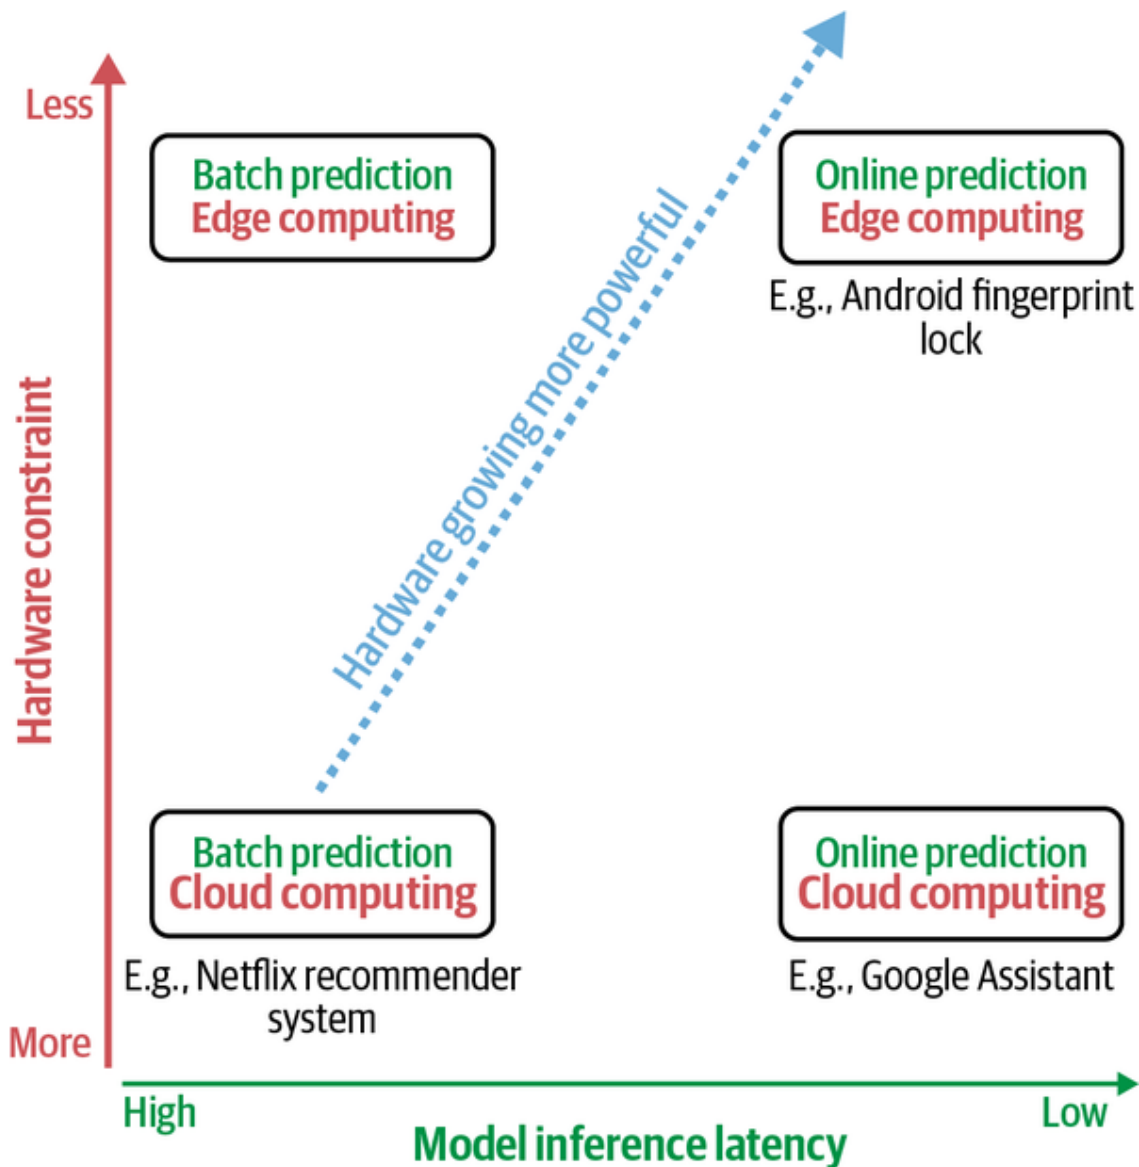 Less
Batch prediction
Edge computing
Online prediction
Edge computing
E.g., Android fingerprint
lock
Hardware growing more powerful
Hardware constraint
Batch prediction
Cloud computing
E.g., Netflix recommender
system
Online prediction
Cloud computing
E.g., Google Assistant
More
High
Low
Model inference latency